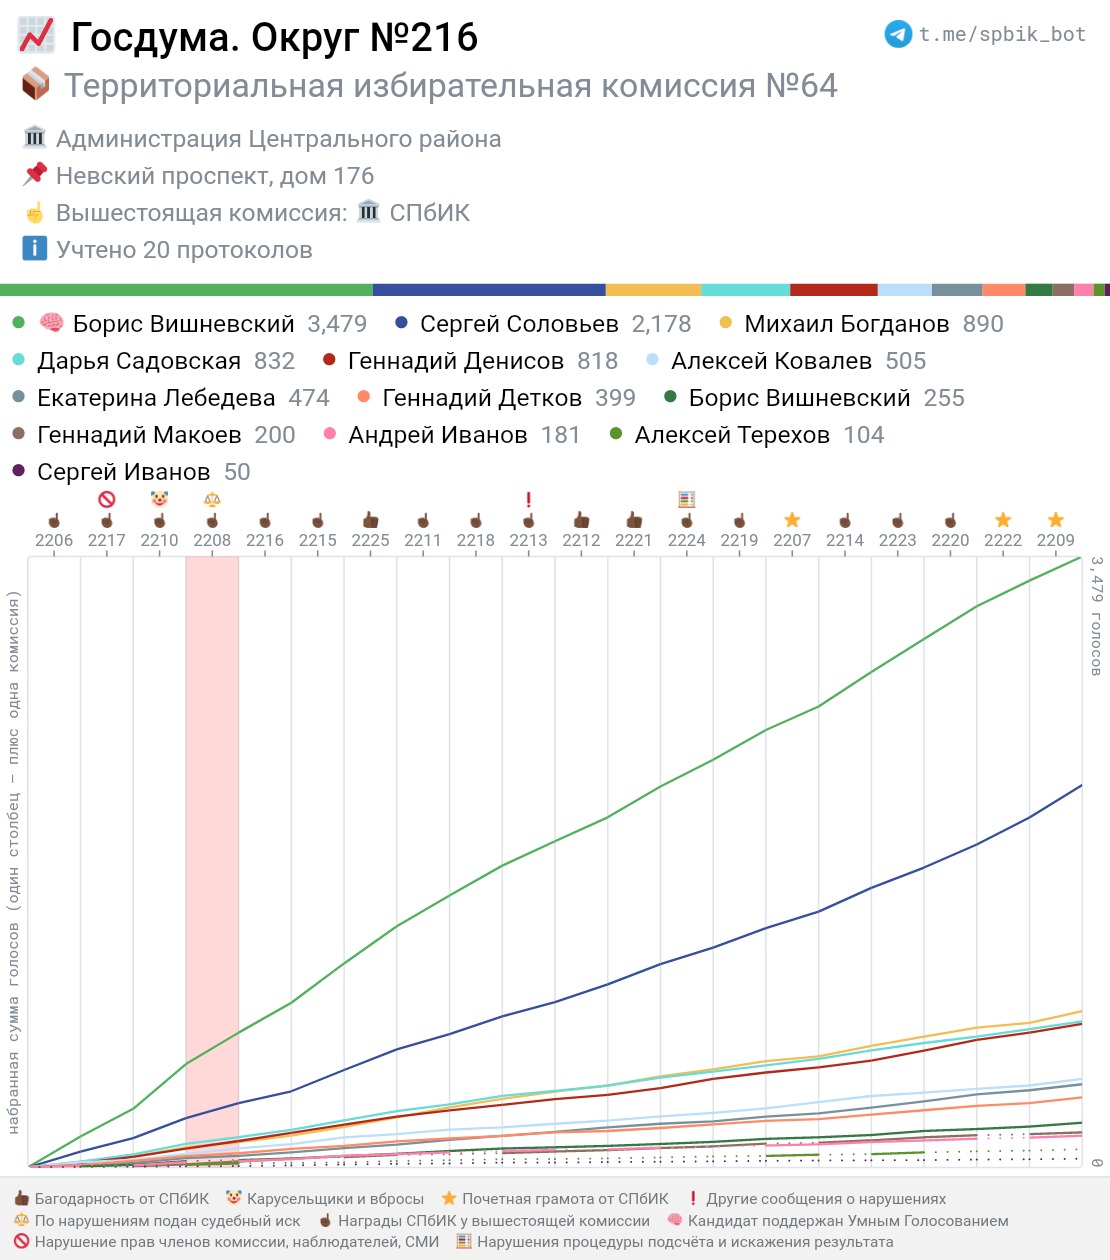 Госдума. Округ №216
t.me/spbik_bot
Территориальная избирательная комиссия №64
Администрация Центрального района
Невский проспект, дом 176
Вышестоящая комиссия: СПбИК
Учтено 20 протоколов
Борис Вишневский 3,479 Сергей Соловьев 2,178 Михаил Богданов 890
Дарья Садовская 832 Геннадий Денисов 818 Алексей Ковалев 505
Екатерина Лебедева 474 Геннадий Детков 399 Борис Вишневский 255
Геннадий Макоев 200 Андрей Иванов 181 Алексей Терехов 104
Сергей Иванов 50
2206 2217 2210 2208 2216 2215 2225 2211 2218 2213 2212 2221 2224 2219 2207 2214 2223 2220 2222 2209
набранная сумма голосов (один столбец – плюс одна комиссия)
3,479 голосов
0
Багодарность от СПбИК Карусельщики и вбросы Почетная грамота от СПбИК Другие сообщения о нарушениях
По нарушениям подан судебный иск Награды СПбИК у вышестоящей комиссии Кандидат поддержан Умным Голосованием
Нарушение прав членов комиссии, наблюдателей, СМИ Нарушения процедуры подсчёта и искажения результата